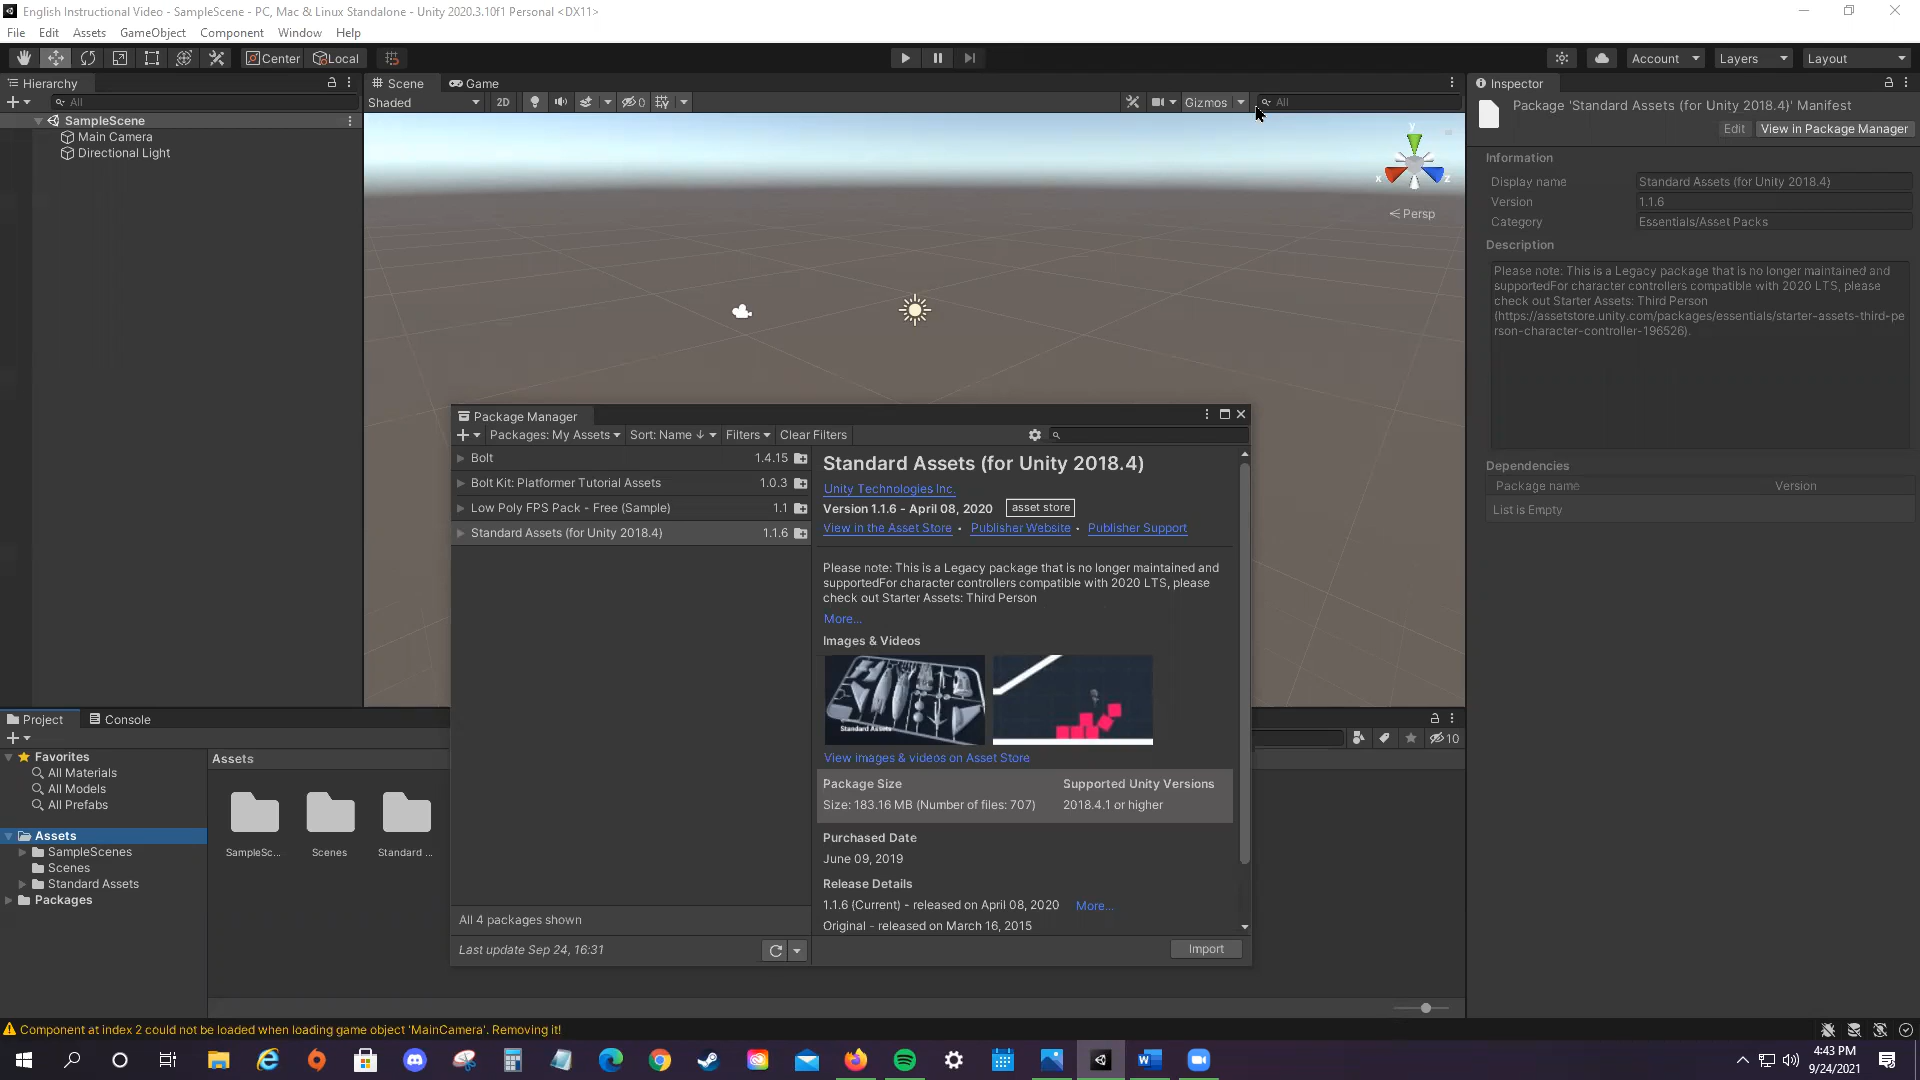 English Instructional Video - SampleScene - PC, Mac & Linux Standalone - Unity 2020.3.10f1 Personal <DX11>
File Edit Assets GameObject Component Window Help
Center Local Account Layers Layout
Hierarchy
All
SampleScene
Main Camera
Directional Light
Scene Game
Shaded 2D 0 Gizmos All
y
x z
Persp
Inspector
Package 'Standard Assets (for Unity 2018.4)' Manifest
Edit View in Package Manager
Information
Display name Standard Assets (for Unity 2018.4)
Version 1.1.6
Category Essentials/Asset Packs
Description
Please note: This is a Legacy package that is no longer maintained and
supportedFor character controllers compatible with 2020 LTS, please
check out Starter Assets: Third Person
(https://assetstore.unity.com/packages/essentials/starter-assets-third-pe
rson-character-controller-196526).
Dependencies
Package name Version
List is Empty
Package Manager
Packages: My Assets Sort: Name ↓ Filters Clear Filters
Bolt 1.4.15
Bolt Kit: Platformer Tutorial Assets 1.0.3
Low Poly FPS Pack - Free (Sample) 1.1
Standard Assets (for Unity 2018.4) 1.1.6
All 4 packages shown
Last update Sep 24, 16:31
Standard Assets (for Unity 2018.4)
Unity Technologies Inc.
Version 1.1.6 - April 08, 2020 asset store
View in the Asset Store • Publisher Website • Publisher Support
Please note: This is a Legacy package that is no longer maintained and
supportedFor character controllers compatible with 2020 LTS, please
check out Starter Assets: Third Person
More...
Images & Videos
Standard Assets
View images & videos on Asset Store
Package Size Supported Unity Versions
Size: 183.16 MB (Number of files: 707) 2018.4.1 or higher
Purchased Date
June 09, 2019
Release Details
1.1.6 (Current) - released on April 08, 2020 More...
Original - released on March 16, 2015
Import
Project Console
10
Favorites
All Materials
All Models
All Prefabs
Assets
SampleScenes
Scenes
Standard Assets
Packages
Assets
SampleSc... Scenes Standard ...
Component at index 2 could not be loaded when loading game object 'MainCamera'. Removing it!
4:43 PM
9/24/2021